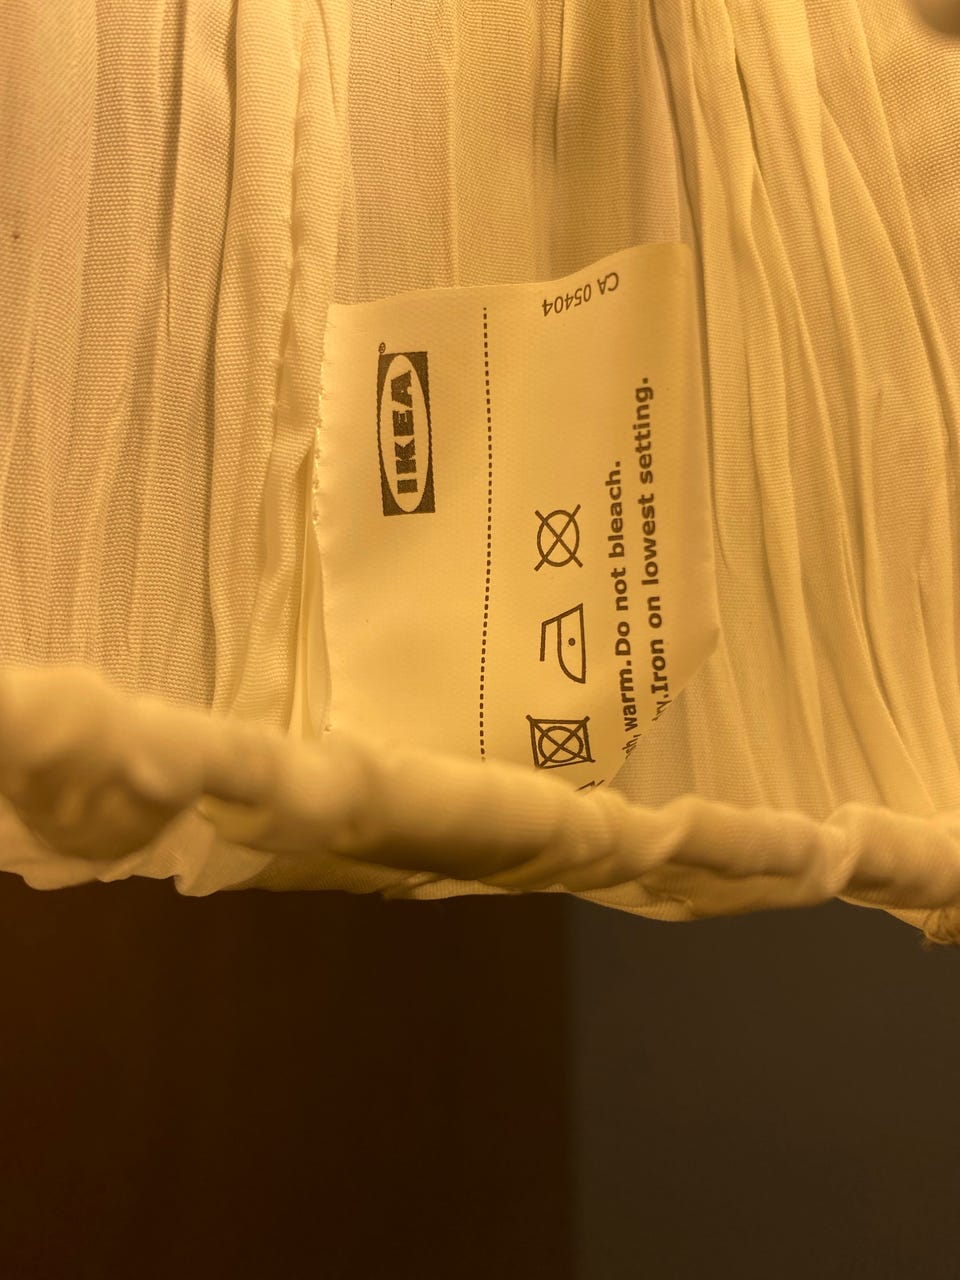 IKEA®
CA 05404
warm.Do not bleach.
Iron on lowest setting.